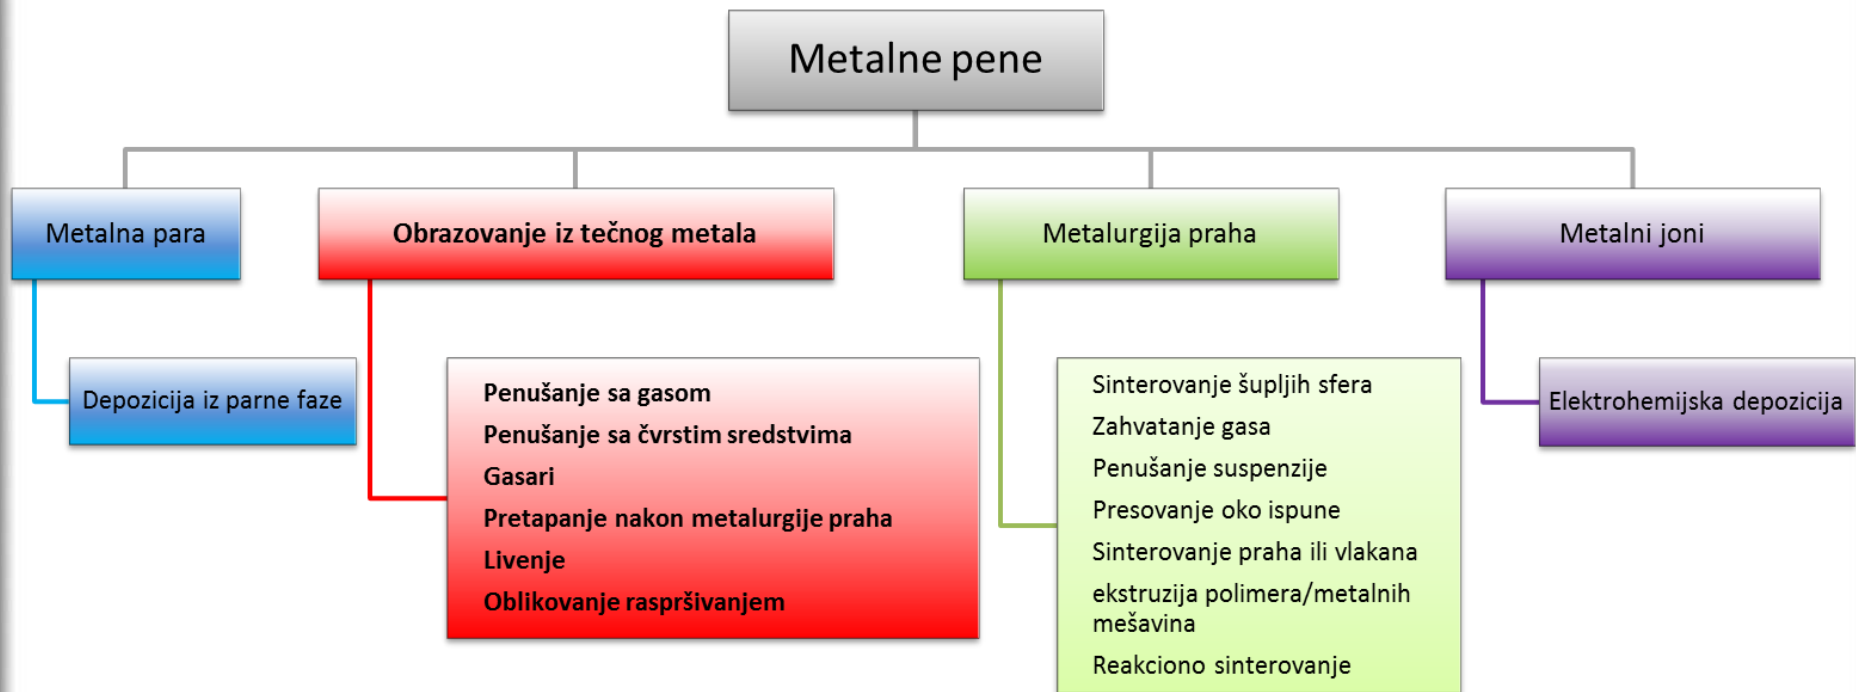 Metalne pene
Metalna para
Obrazovanje iz tečnog metala
Metalurgija praha
Metalni joni
Depozicija iz parne faze
Penušanje sa gasom
Penušanje sa čvrstim sredstvima
Gasari
Pretapanje nakon metalurgije praha
Livenje
Oblikovanje raspršivanjem
Sinterovanje šupljih sfera
Zahvatanje gasa
Penušanje suspenzije
Presovanje oko ispune
Sinterovanje praha ili vlakana
ekstruzija polimera/metalnih
mešavina
Reakciono sinterovanje
Elektrohemijska depozicija